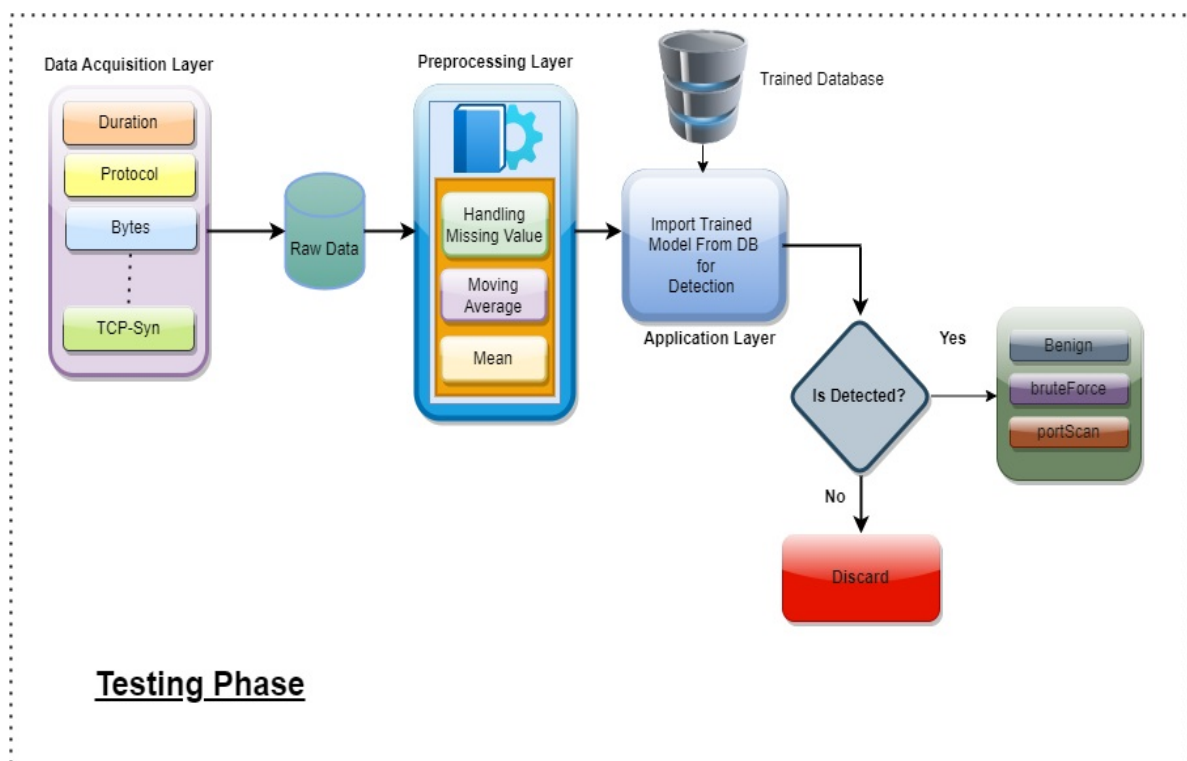 Data Acquisition Layer
Duration
Protocol
Bytes
TCP-Syn
Raw Data
Preprocessing Layer
Handling
Missing Value
Moving
Average
Mean
Trained Database
Import Trained
Model From DB
for
Detection
Application Layer
Is Detected?
Yes
Benign
bruteForce
portScan
No
Discard
Testing Phase